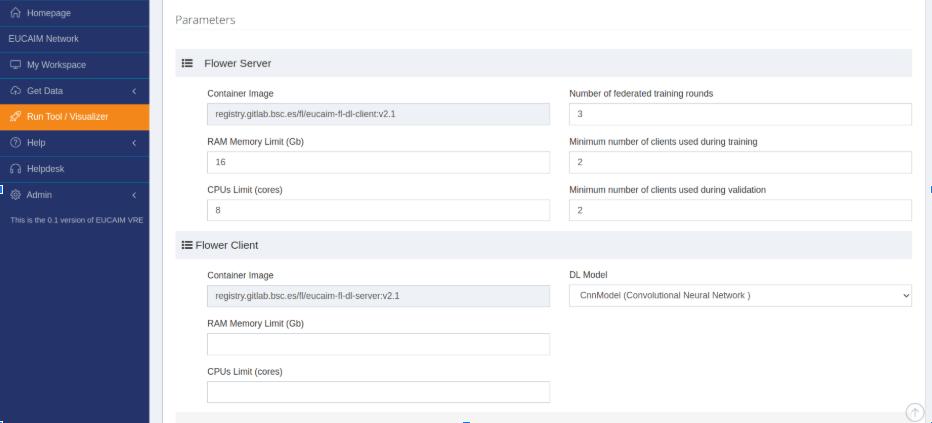 Homepage
EUCAIM Network
My Workspace
Get Data
Run Tool / Visualizer
Help
Helpdesk
Admin
This is the 0.1 version of EUCAIM VRE
Parameters
Flower Server
Container Image
registry.gitlab.bsc.es/fl/eucaim-fl-dl-client:v2.1
Number of federated training rounds
3
RAM Memory Limit (Gb)
16
Minimum number of clients used during training
2
CPUs Limit (cores)
8
Minimum number of clients used during validation
2
Flower Client
Container Image
registry.gitlab.bsc.es/fl/eucaim-fl-dl-server:v2.1
DL Model
CnnModel (Convolutional Neural Network )
RAM Memory Limit (Gb)
CPUs Limit (cores)